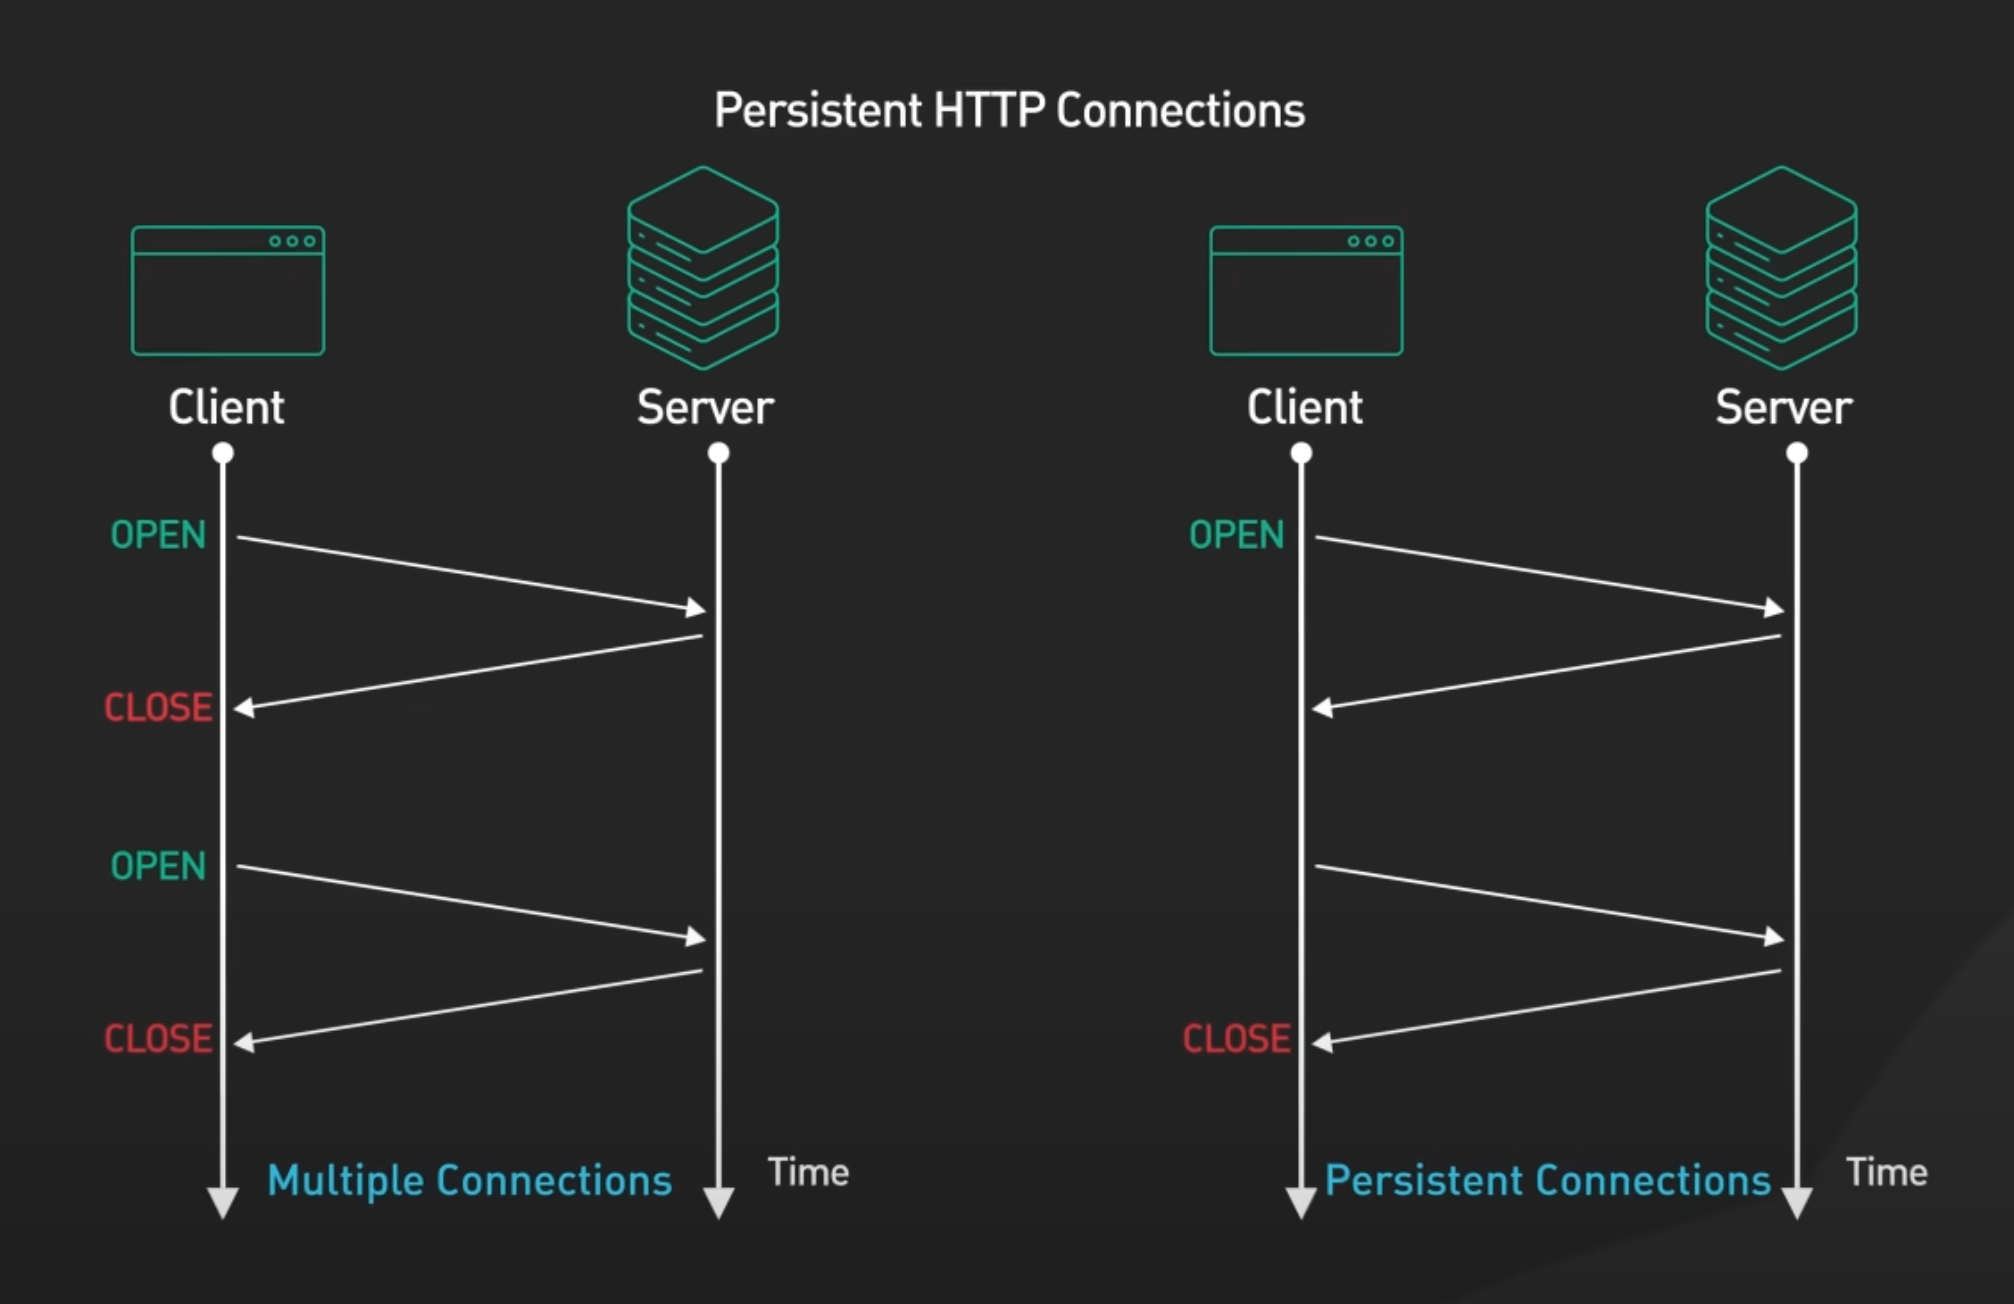 Persistent HTTP Connections
Client
Server
OPEN
CLOSE
OPEN
CLOSE
Multiple Connections
Time
Client
Server
OPEN
CLOSE
Persistent Connections
Time